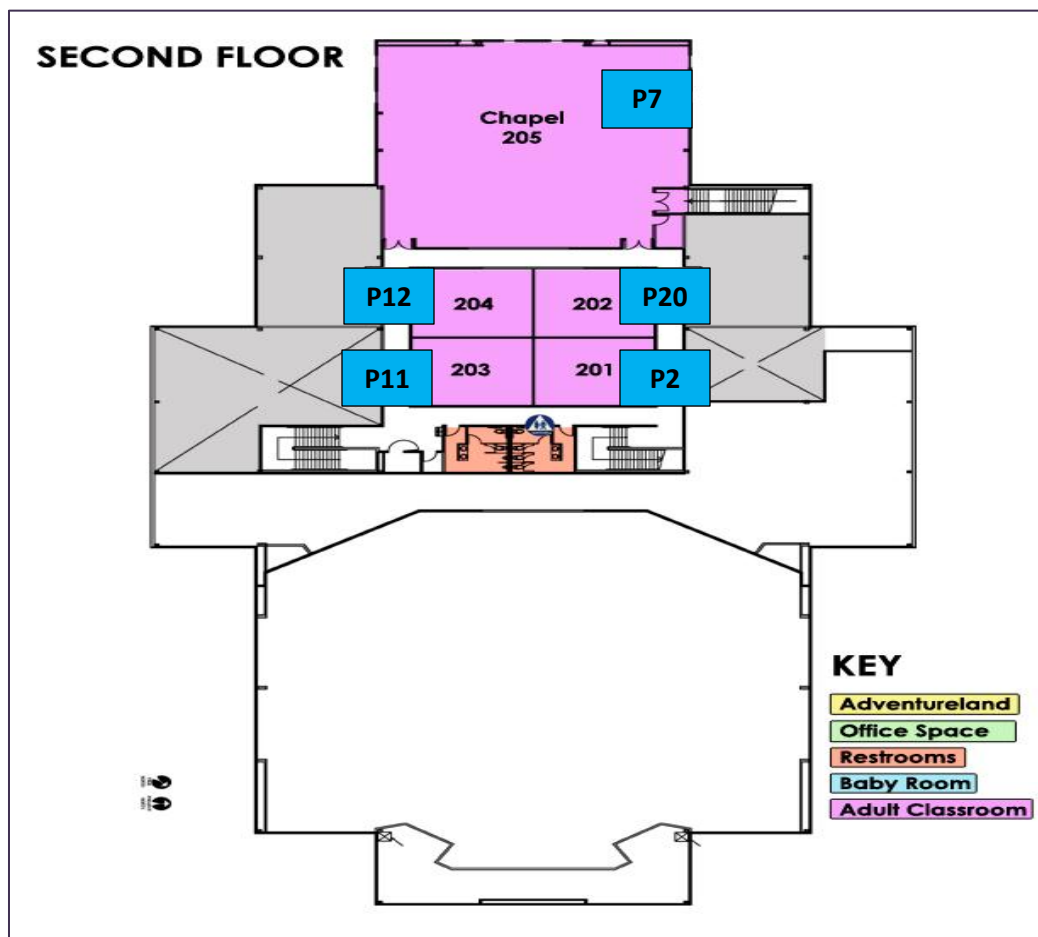 SECOND FLOOR
P7
Chapel
205
P12
204
202
P20
P11
203
201
P2
KEY
Adventureland
Office Space
Restrooms
Baby Room
Adult Classroom